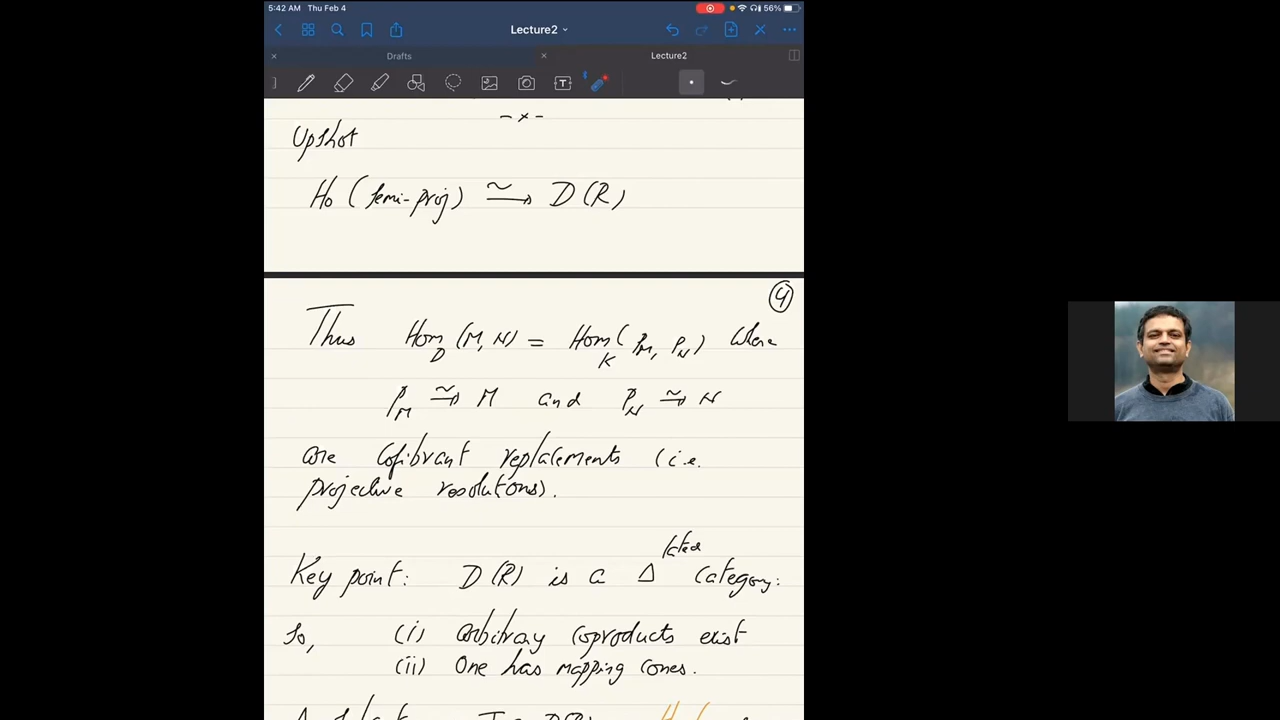 5:42 AM Thu Feb 4
56%
Lecture2
Drafts
Lecture2
- x -
Upshot
Ho (semi-proj) ⥲ D(R)
④
Thus Hom_D (M, N) = Hom_K (P_M, P_N) where
P_M ⥲ M and P_N ⥲ N
are cofibrant replacements (i.e.
projective resolutions).
lated
Key point: D(R) is a Δ category:
So, (i) arbitrary coproducts exist
(ii) One has mapping cones.